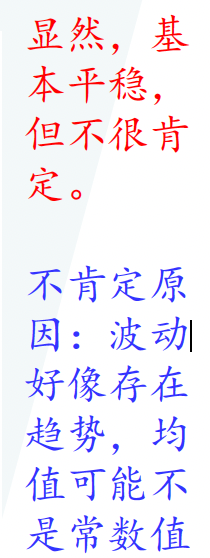 显然，基
本平稳，
但不很肯
定。
不肯定原
因：波动
好像存在
趋势，均
值可能不
是常数值